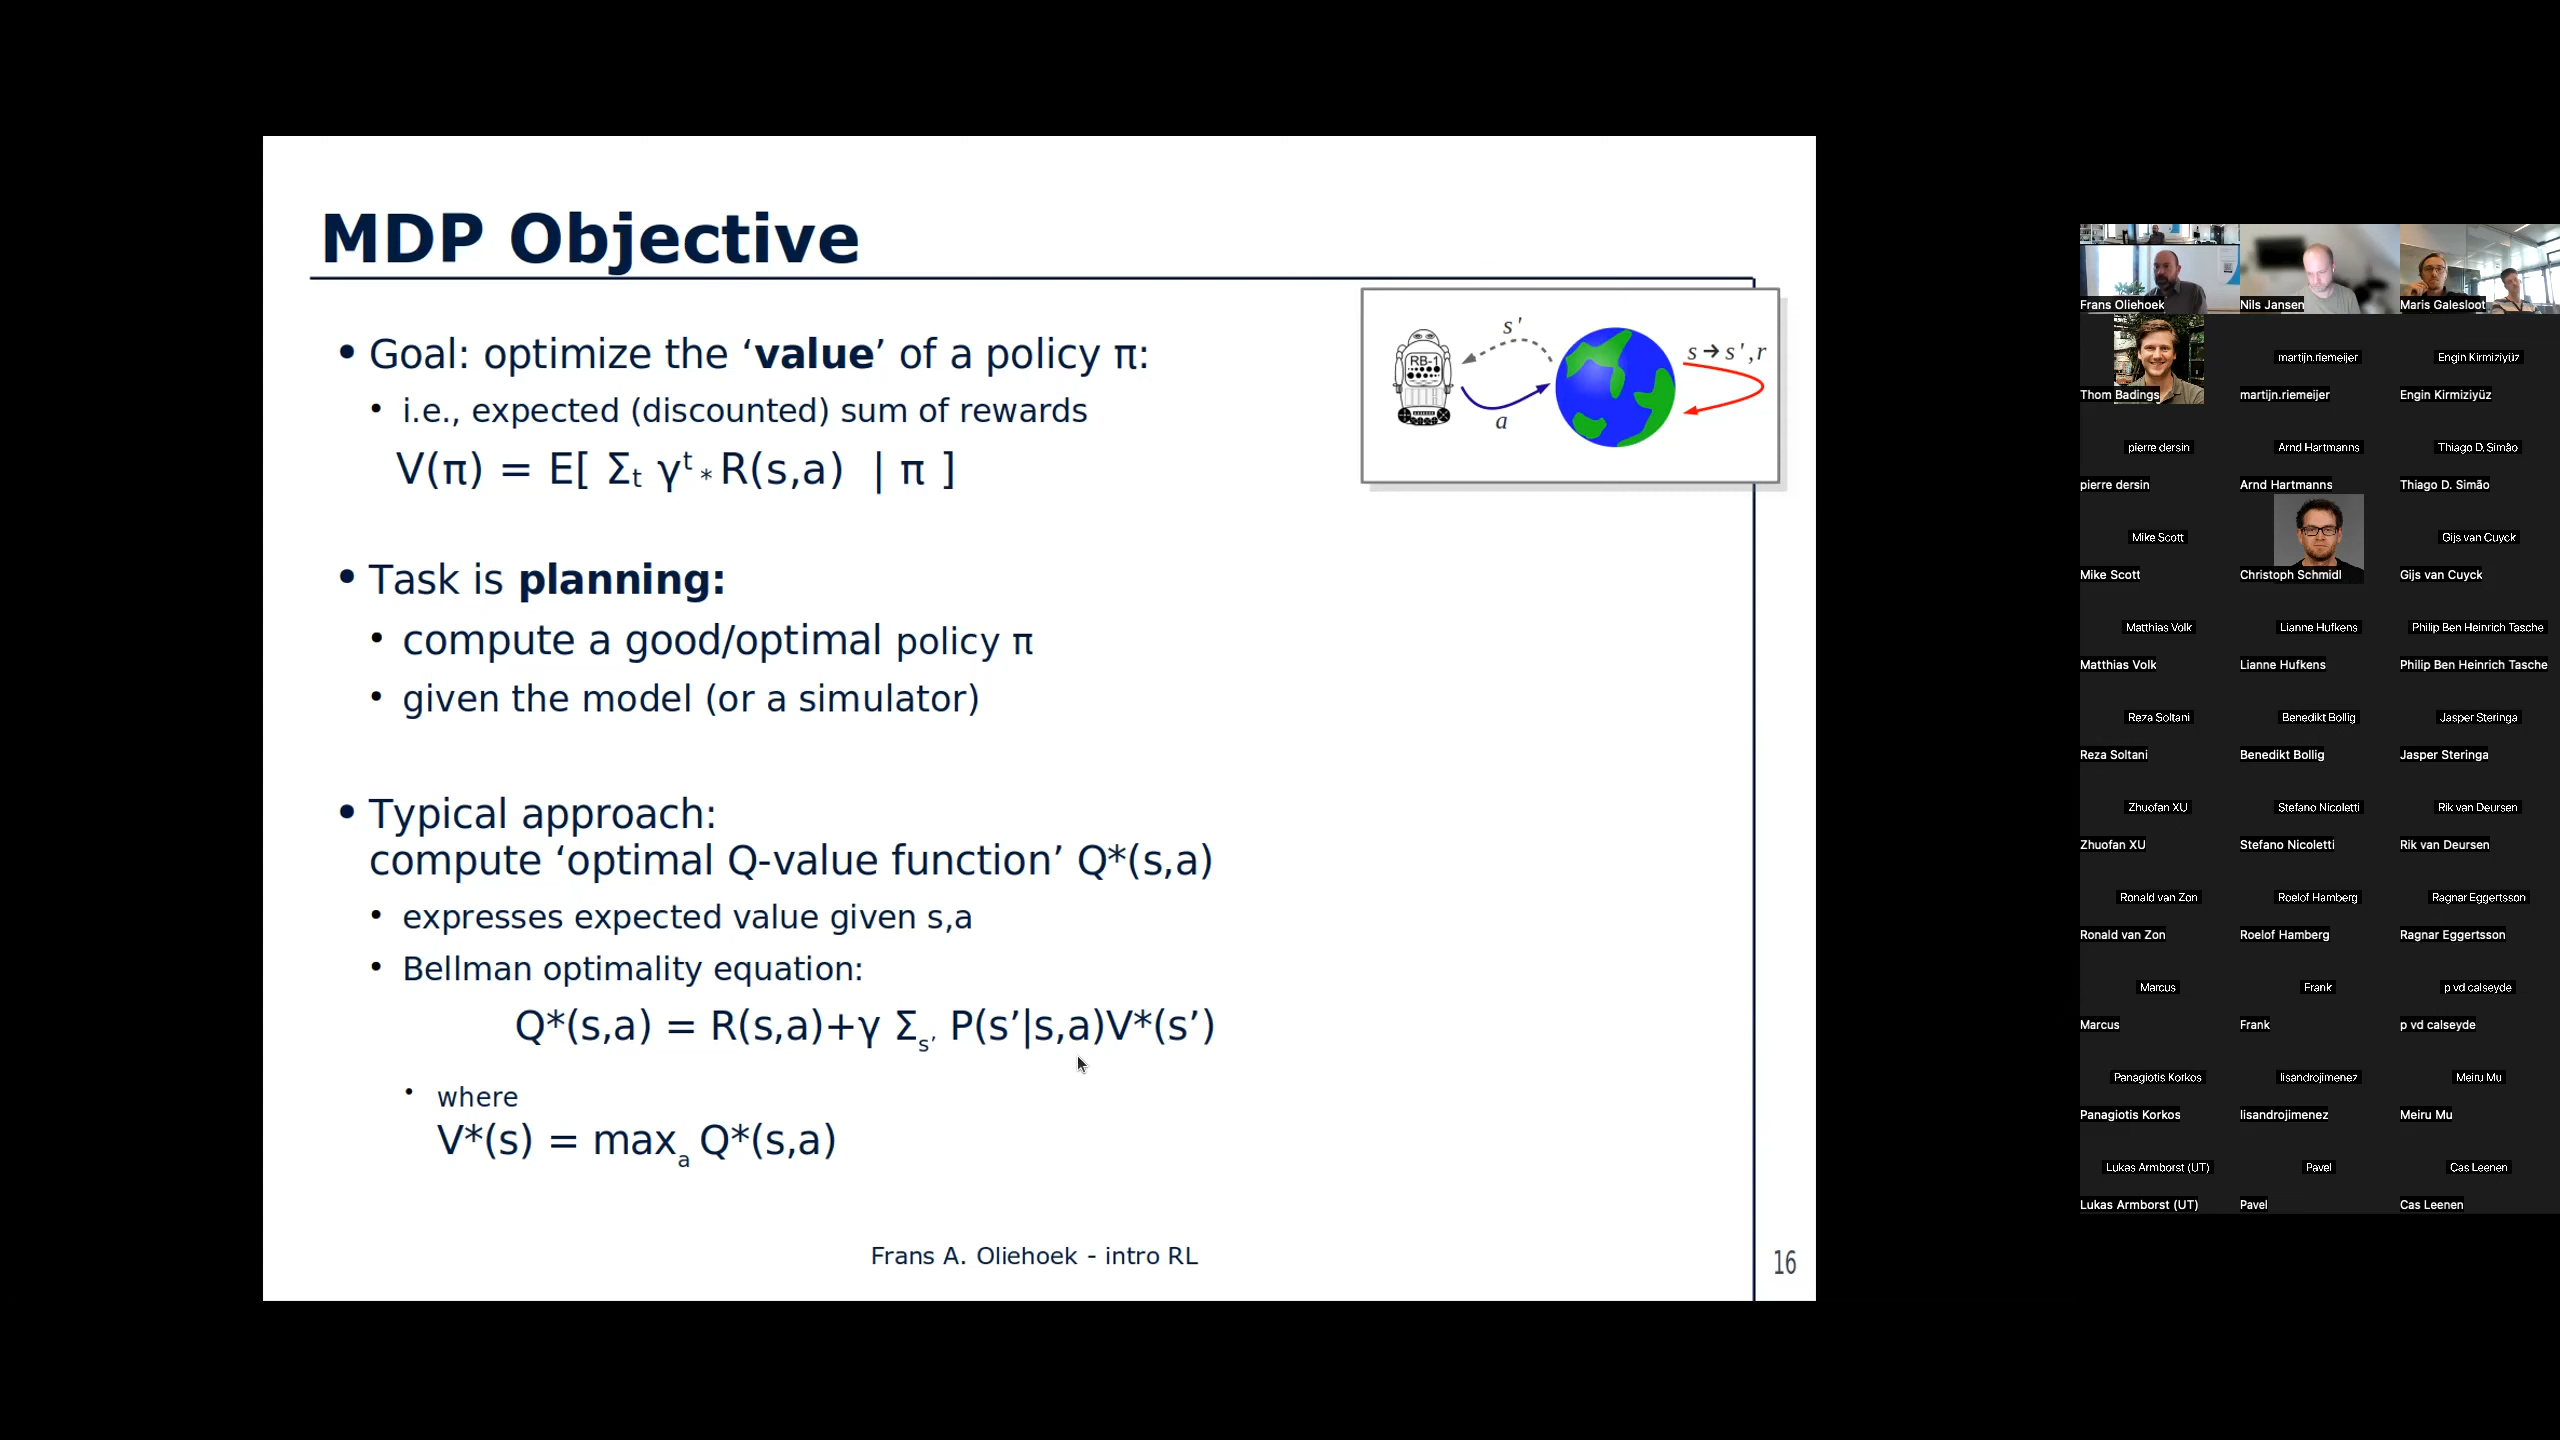 MDP Objective
• Goal: optimize the ‘value’ of a policy π:
• i.e., expected (discounted) sum of rewards
V(π) = E[ Σt γt * R(s,a) | π ]
• Task is planning:
• compute a good/optimal policy π
• given the model (or a simulator)
• Typical approach:
compute ‘optimal Q-value function’ Q*(s,a)
• expresses expected value given s,a
• Bellman optimality equation:
Q*(s,a) = R(s,a)+γ Σs’ P(s’|s,a)V*(s’)
• where
V*(s) = maxa Q*(s,a)
RB-1
s'
a
s → s', r
Frans A. Oliehoek - intro RL
16
Frans Oliehoek
Nils Jansen
Maris Galesloot
Thom Badings
martijn.riemeijer
martijn.riemeijer
Engin Kirmiziyüz
Engin Kirmiziyüz
pierre dersin
pierre dersin
Arnd Hartmanns
Arnd Hartmanns
Thiago D. Simão
Thiago D. Simão
Mike Scott
Mike Scott
Christoph Schmidl
Gijs van Cuyck
Gijs van Cuyck
Matthias Volk
Matthias Volk
Lianne Hufkens
Lianne Hufkens
Philip Ben Heinrich Tasche
Philip Ben Heinrich Tasche
Reza Soltani
Reza Soltani
Benedikt Bollig
Benedikt Bollig
Jasper Steringa
Jasper Steringa
Zhuofan XU
Zhuofan XU
Stefano Nicoletti
Stefano Nicoletti
Rik van Deursen
Rik van Deursen
Ronald van Zon
Ronald van Zon
Roelof Hamberg
Roelof Hamberg
Ragnar Eggertsson
Ragnar Eggertsson
Marcus
Marcus
Frank
Frank
p vd calseyde
p vd calseyde
Panagiotis Korkos
Panagiotis Korkos
lisandrojimenez
lisandrojimenez
Meiru Mu
Meiru Mu
Lukas Armborst (UT)
Lukas Armborst (UT)
Pavel
Pavel
Cas Leenen
Cas Leenen